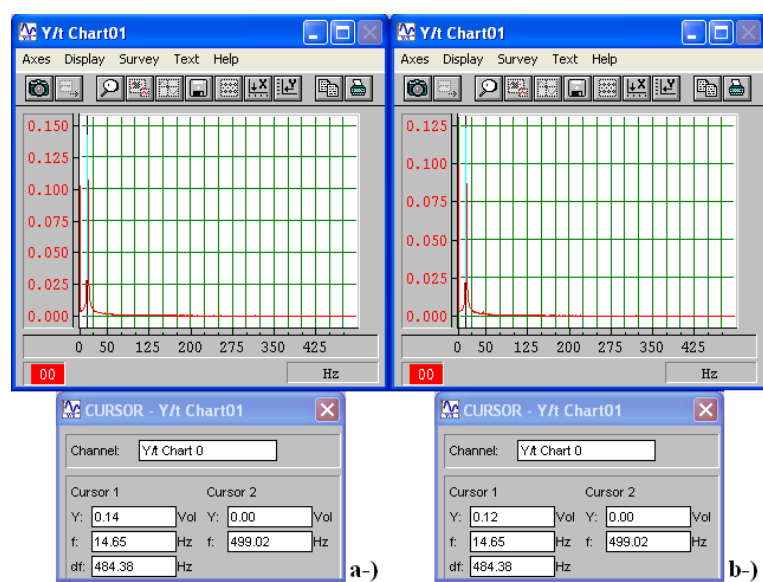 Y/t Chart01
Axes Display Survey Text Help
0.150
0.125
0.100
0.075
0.050
0.025
0.000
0 50 125 200 275 350 425
00 Hz
CURSOR - Y/t Chart01
Channel: Y/t Chart 0
Cursor 1 Cursor 2
Y: 0.14 Vol Y: 0.00 Vol
f: 14.65 Hz f: 499.02 Hz
df: 484.38 Hz
a-)
Y/t Chart01
Axes Display Survey Text Help
0.125
0.100
0.075
0.050
0.025
0.000
0 50 125 200 275 350 425
00 Hz
CURSOR - Y/t Chart01
Channel: Y/t Chart 0
Cursor 1 Cursor 2
Y: 0.12 Vol Y: 0.00 Vol
f: 14.65 Hz f: 499.02 Hz
df: 484.38 Hz
b-)